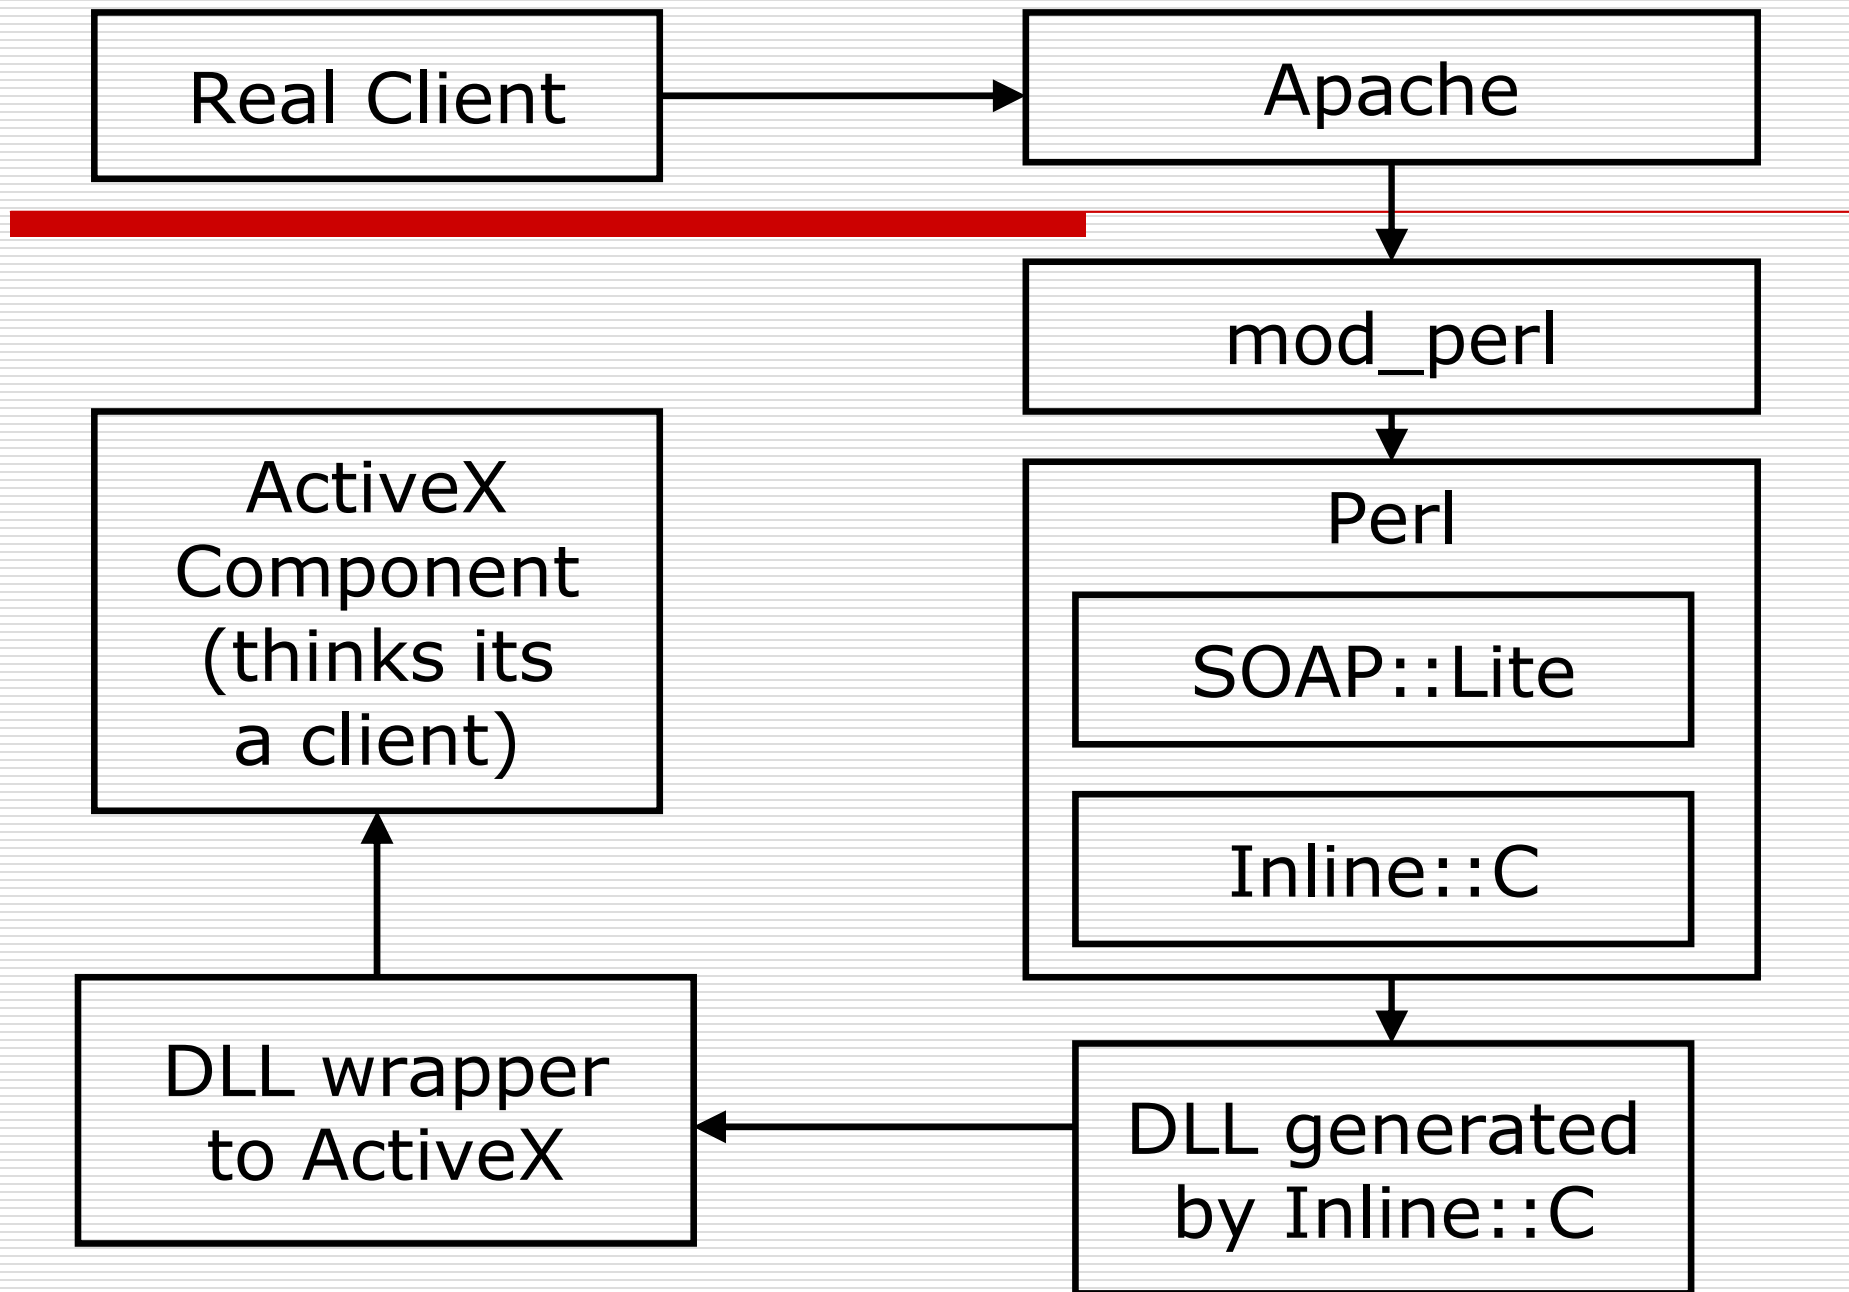 Real Client
Apache
mod_perl
Perl
SOAP::Lite
Inline::C
DLL generated
by Inline::C
DLL wrapper
to ActiveX
ActiveX
Component
(thinks its
a client)